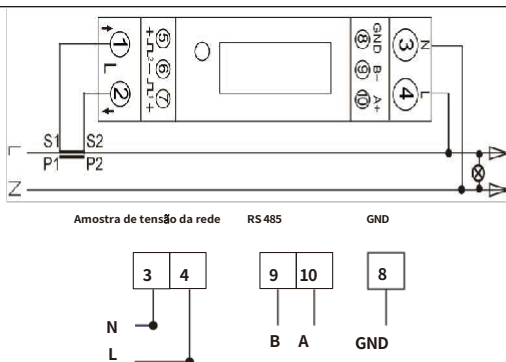 1 L 2
5 6 7
GND B- A+
8 9 10
3 N
4 L
S1 S2
L
P1 P2
N
Amostra de tensão da rede RS 485 GND
3 4 9 10 8
N
B A GND
L